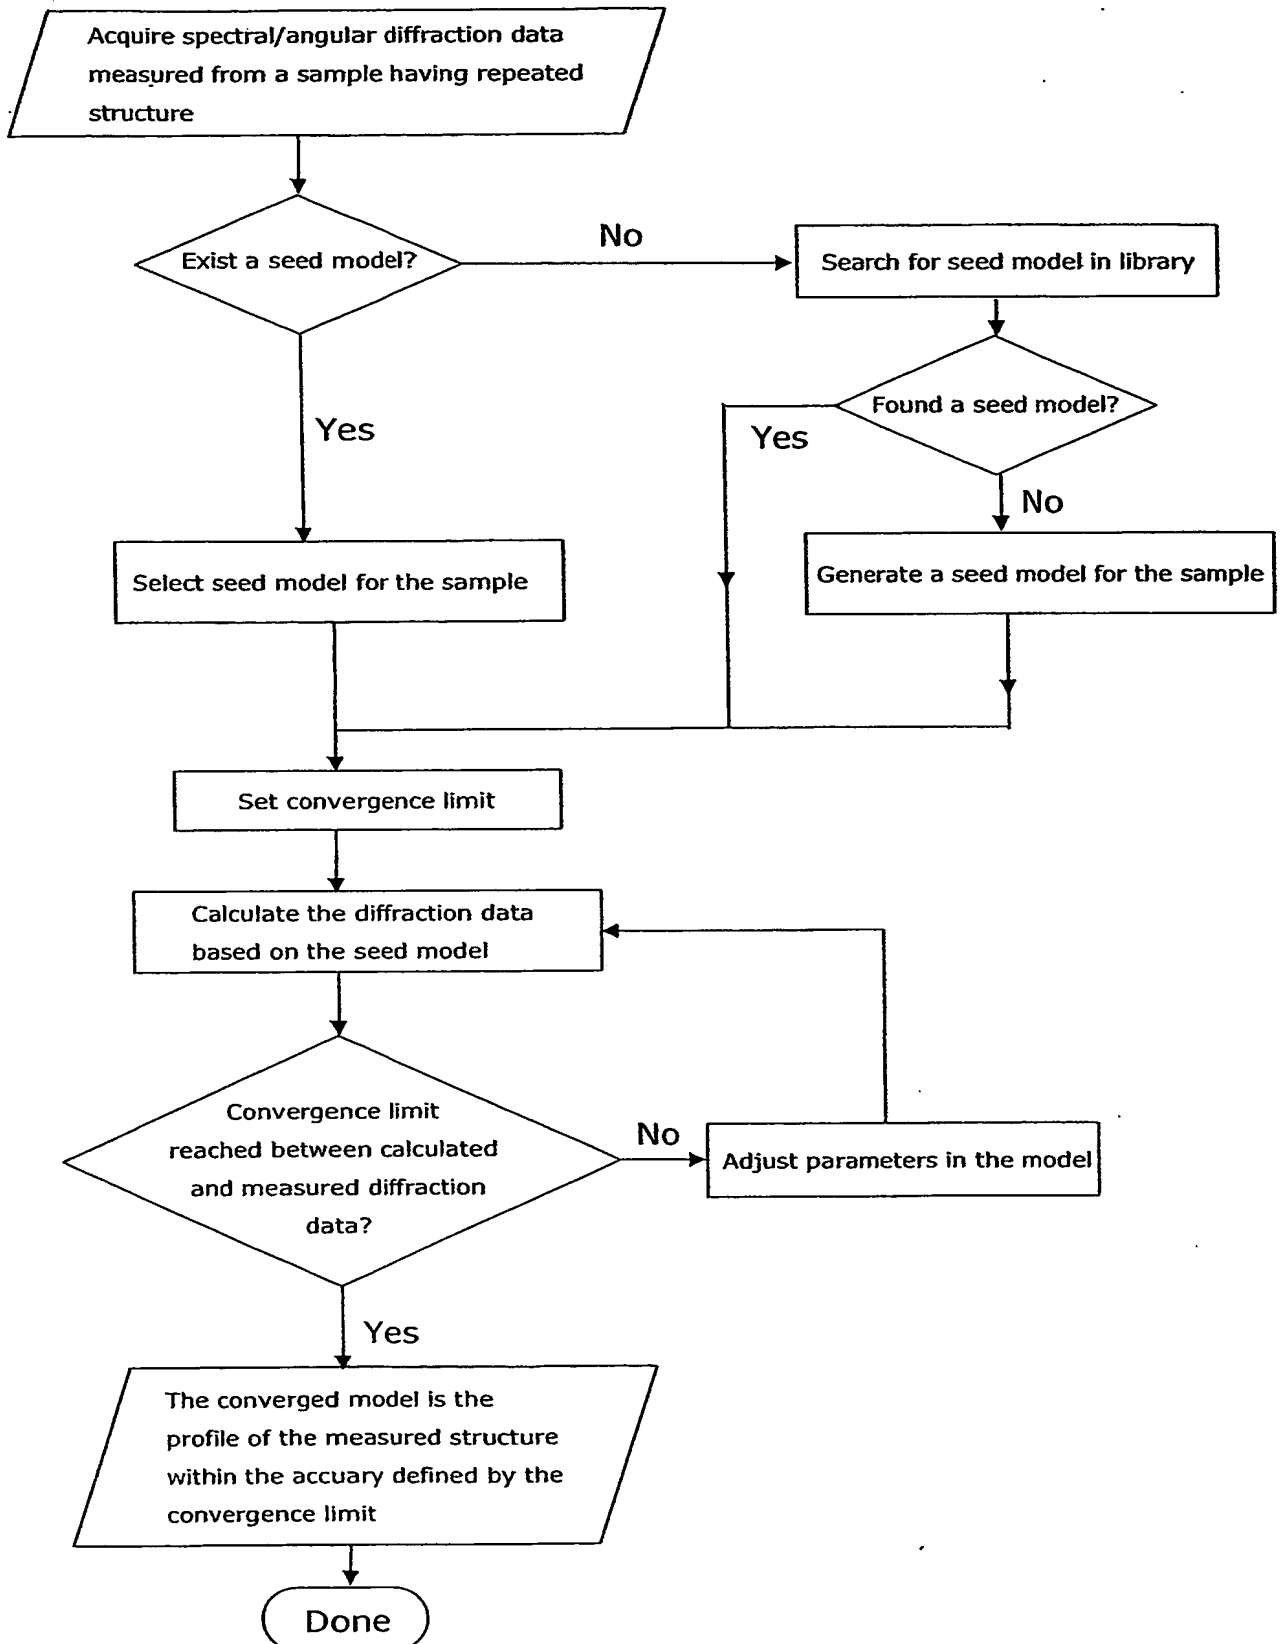 Acquire spectral/angular diffraction data
measured from a sample having repeated
structure
Exist a seed model?
No
Search for seed model in library
Found a seed model?
Yes
Yes
No
Select seed model for the sample
Generate a seed model for the sample
Set convergence limit
Calculate the diffraction data
based on the seed model
Convergence limit
reached between calculated
and measured diffraction
data?
No
Adjust parameters in the model
Yes
The converged model is the
profile of the measured structure
within the accuary defined by the
convergence limit
Done